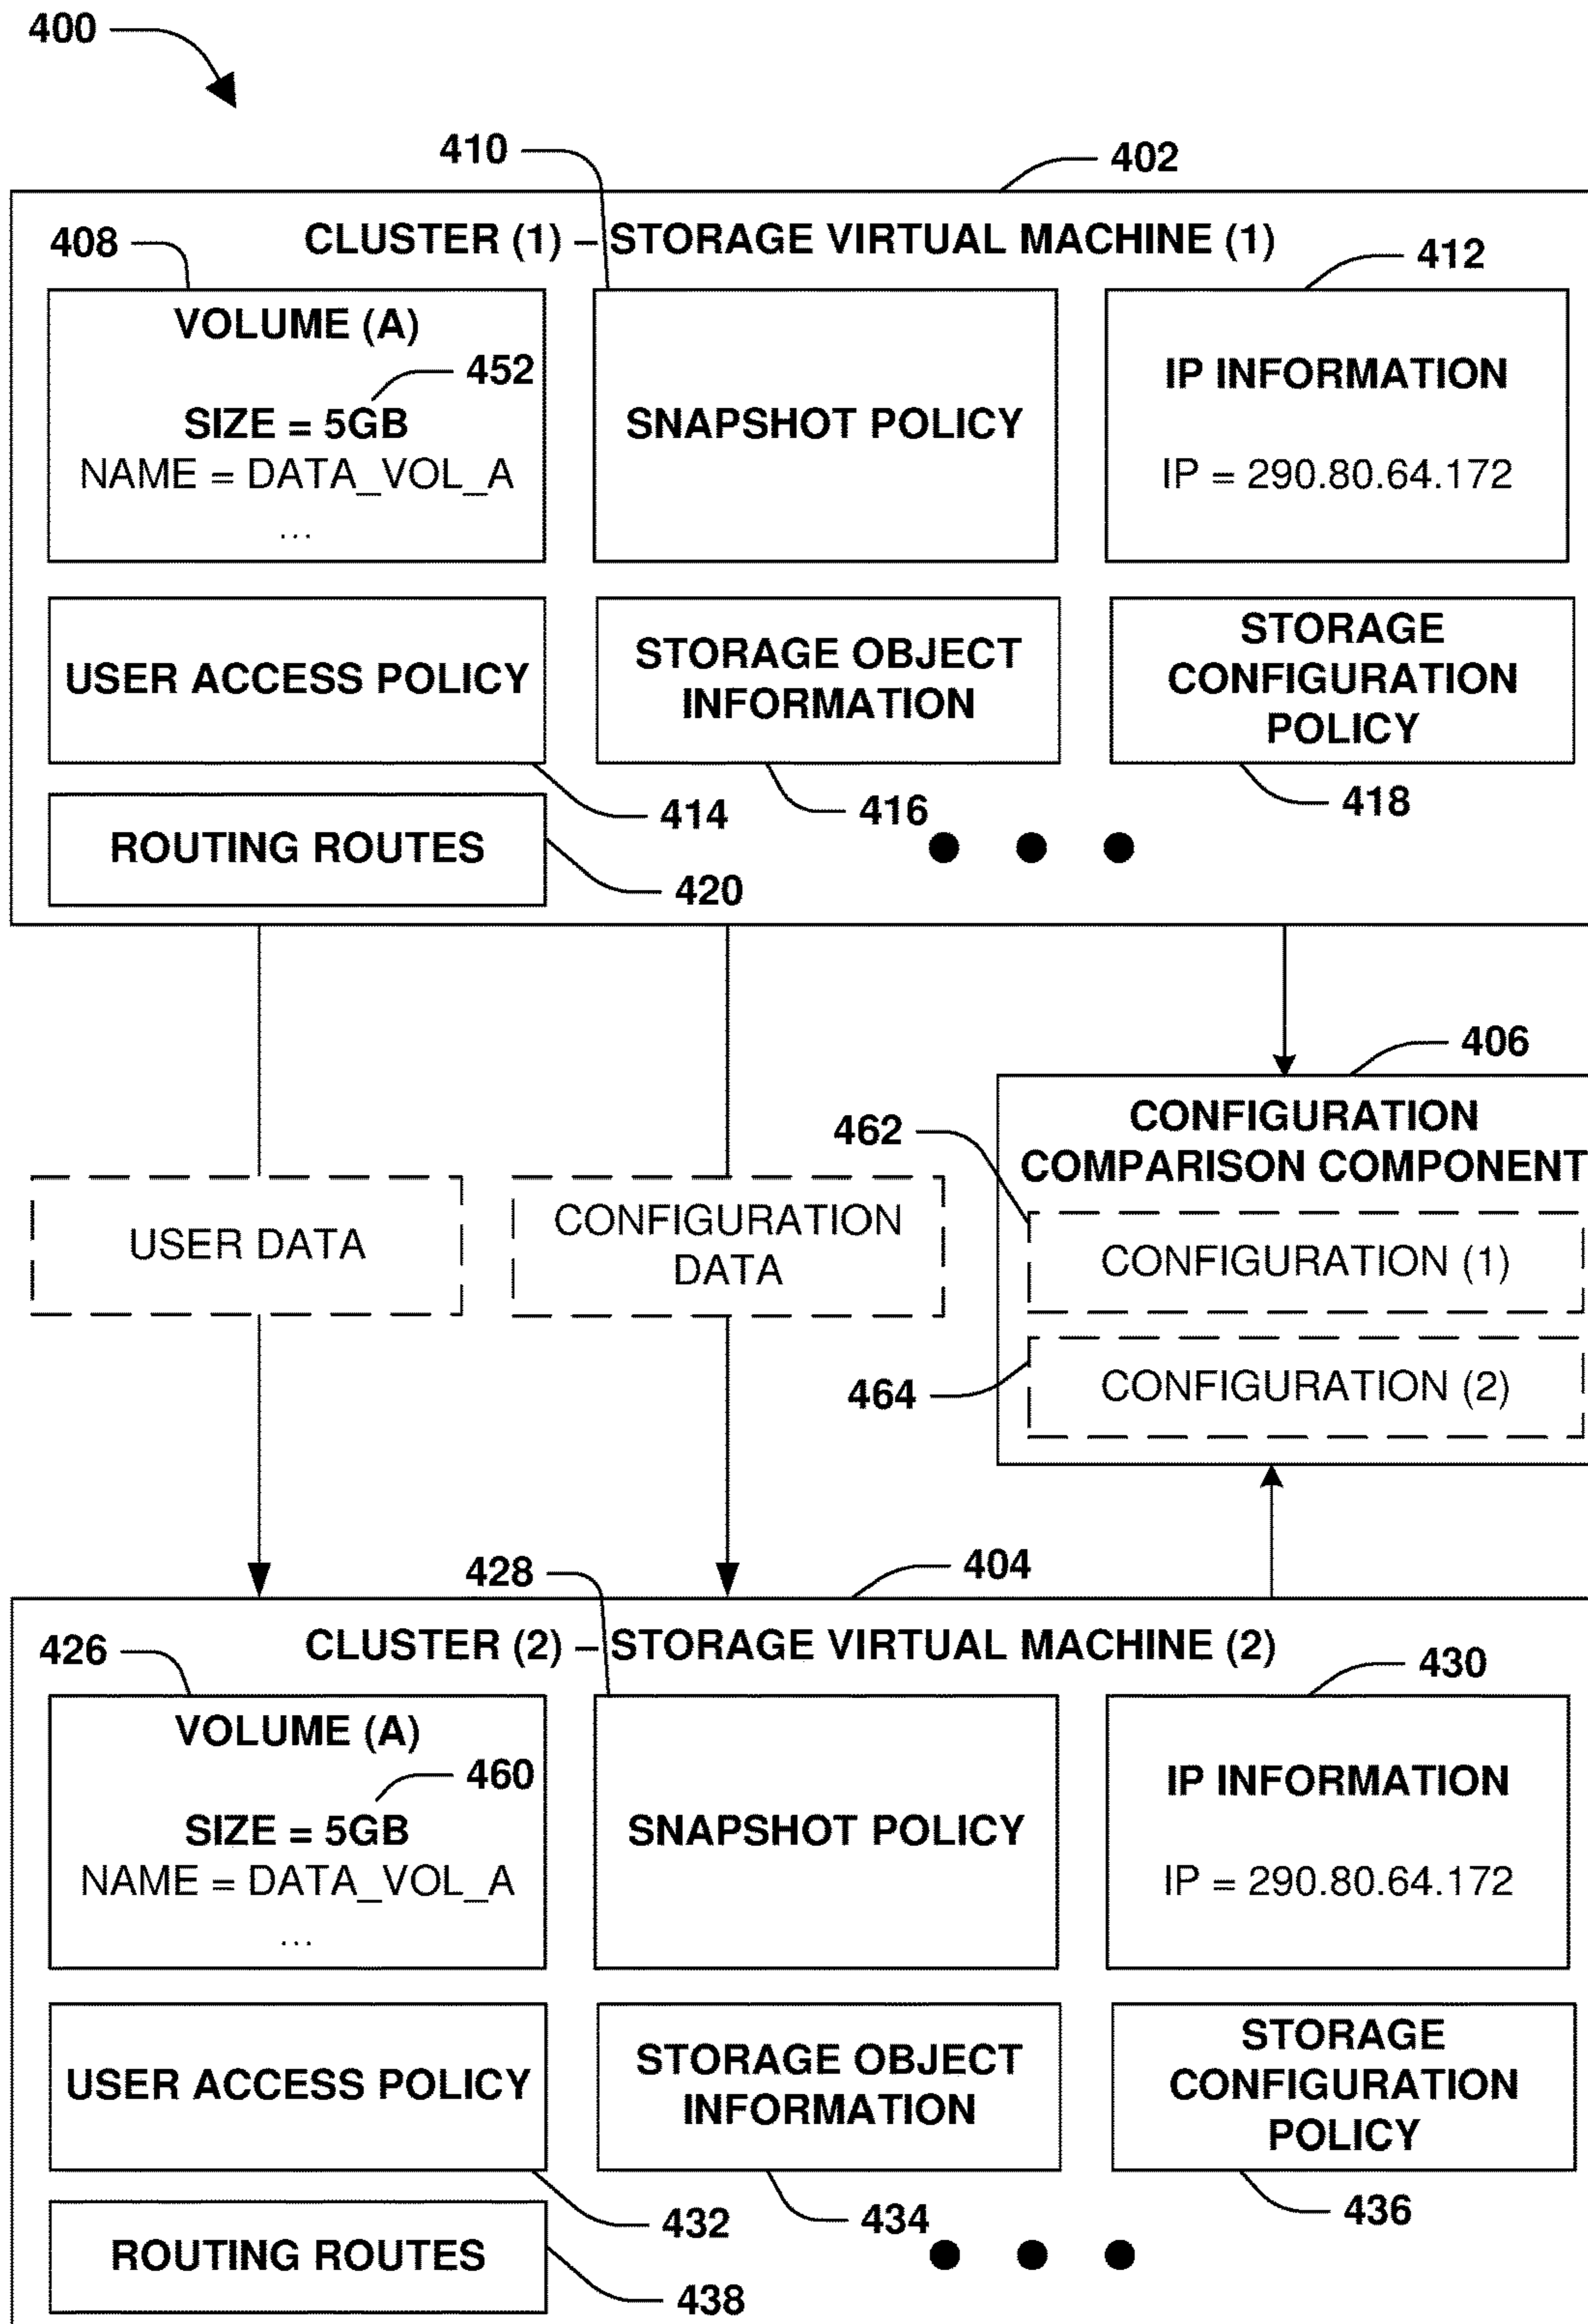 400
410
402
408
CLUSTER (1) – STORAGE VIRTUAL MACHINE (1)
412
VOLUME (A)
452
SIZE = 5GB
NAME = DATA_VOL_A
...
SNAPSHOT POLICY
IP INFORMATION
IP = 290.80.64.172
USER ACCESS POLICY
STORAGE OBJECT
INFORMATION
STORAGE
CONFIGURATION
POLICY
414
416
418
ROUTING ROUTES
420
406
CONFIGURATION
COMPARISON COMPONENT
462
USER DATA
CONFIGURATION
DATA
CONFIGURATION (1)
464
CONFIGURATION (2)
428
404
426
CLUSTER (2) – STORAGE VIRTUAL MACHINE (2)
430
VOLUME (A)
460
SIZE = 5GB
NAME = DATA_VOL_A
...
SNAPSHOT POLICY
IP INFORMATION
IP = 290.80.64.172
USER ACCESS POLICY
STORAGE OBJECT
INFORMATION
STORAGE
CONFIGURATION
POLICY
432
434
436
ROUTING ROUTES
438